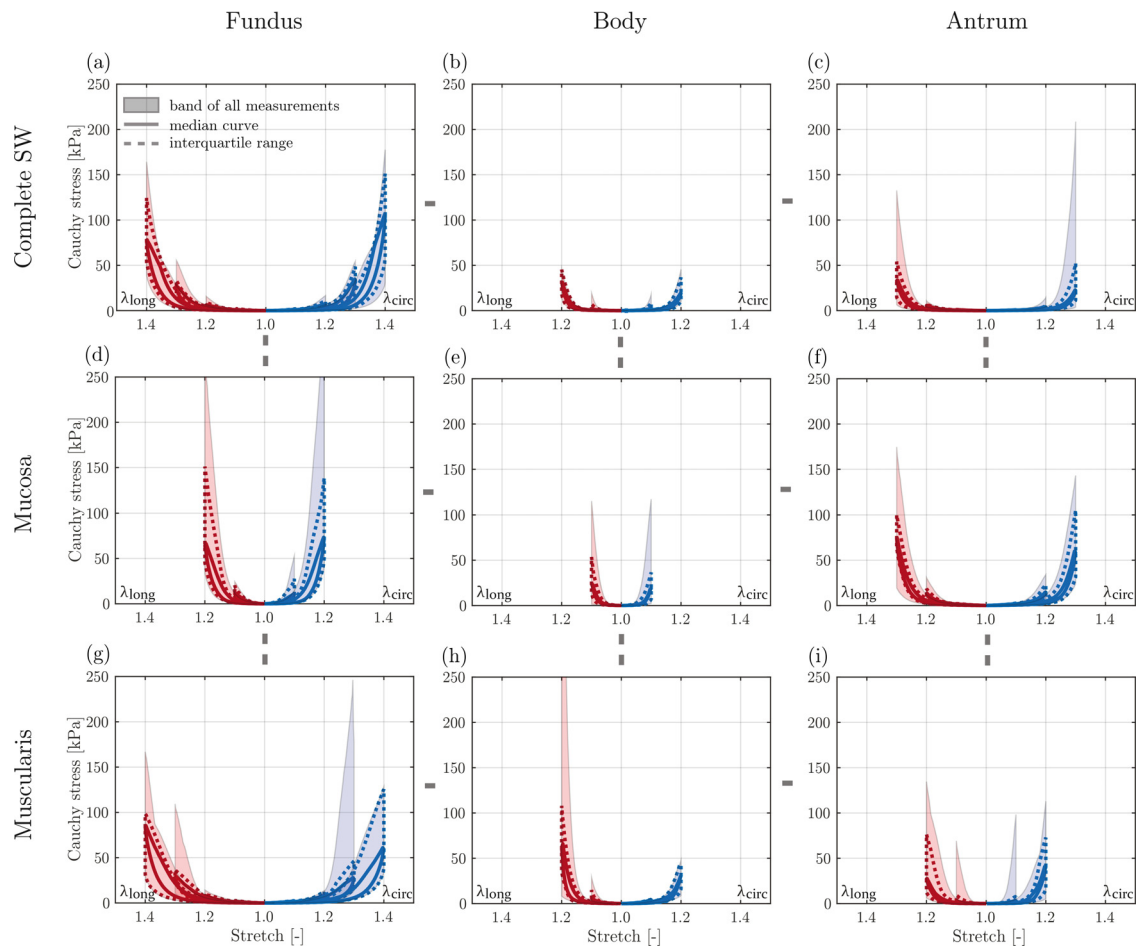 Fundus Body Antrum
(a) (b) (c)
Complete SW
Cauchy stress [kPa]
250 250 250
200 200 200
150 150 150
100 100 100
50 50 50
0 0 0
band of all measurements
median curve
interquartile range
λlong λcirc λlong λcirc λlong λcirc
1.4 1.2 1.0 1.2 1.4 1.4 1.2 1.0 1.2 1.4 1.4 1.2 1.0 1.2 1.4
(d) (e) (f)
Mucosa
Cauchy stress [kPa]
250 250 250
200 200 200
150 150 150
100 100 100
50 50 50
0 0 0
λlong λcirc λlong λcirc λlong λcirc
1.4 1.2 1.0 1.2 1.4 1.4 1.2 1.0 1.2 1.4 1.4 1.2 1.0 1.2 1.4
(g) (h) (i)
Muscularis
Cauchy stress [kPa]
250 250 250
200 200 200
150 150 150
100 100 100
50 50 50
0 0 0
λlong λcirc λlong λcirc λlong λcirc
1.4 1.2 1.0 1.2 1.4 1.4 1.2 1.0 1.2 1.4 1.4 1.2 1.0 1.2 1.4
Stretch [-] Stretch [-] Stretch [-]